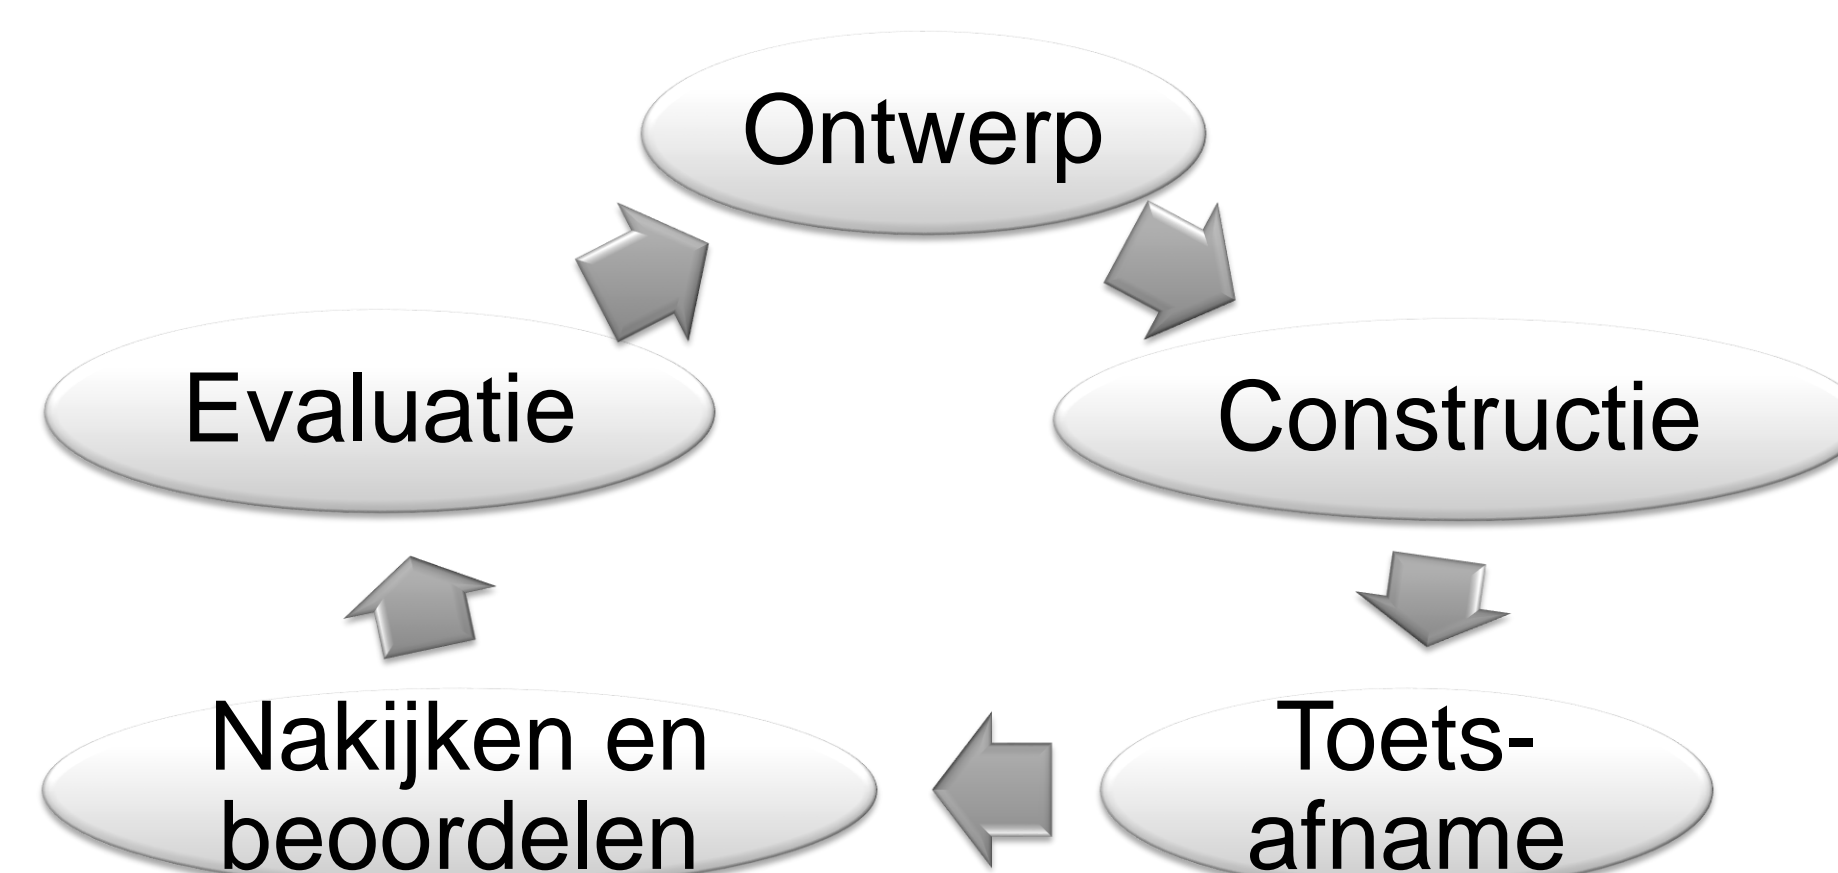 Ontwerp
Evaluatie
Constructie
Nakijken en
beoordelen
Toets-
afname